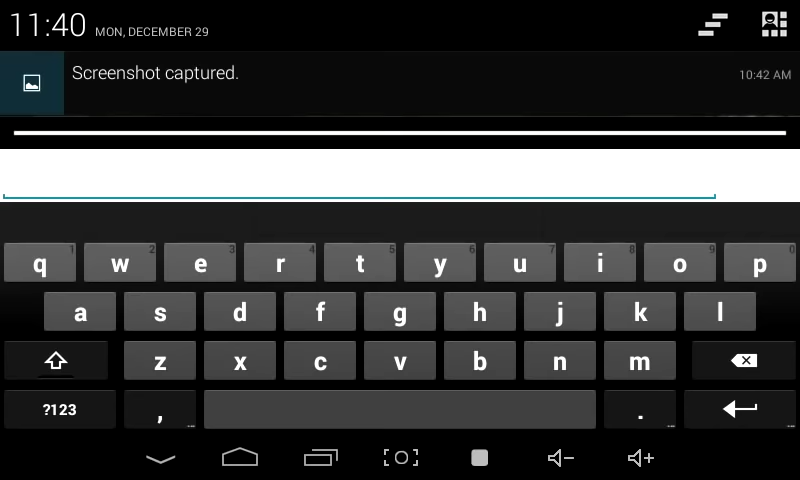 11:40 MON, DECEMBER 29
Screenshot captured.
10:42 AM
1 2 3 4 5 6 7 8 9 0
q w e r t y u i o p
a s d f g h j k l
z x c v b n m
?123 , ... . ... ...